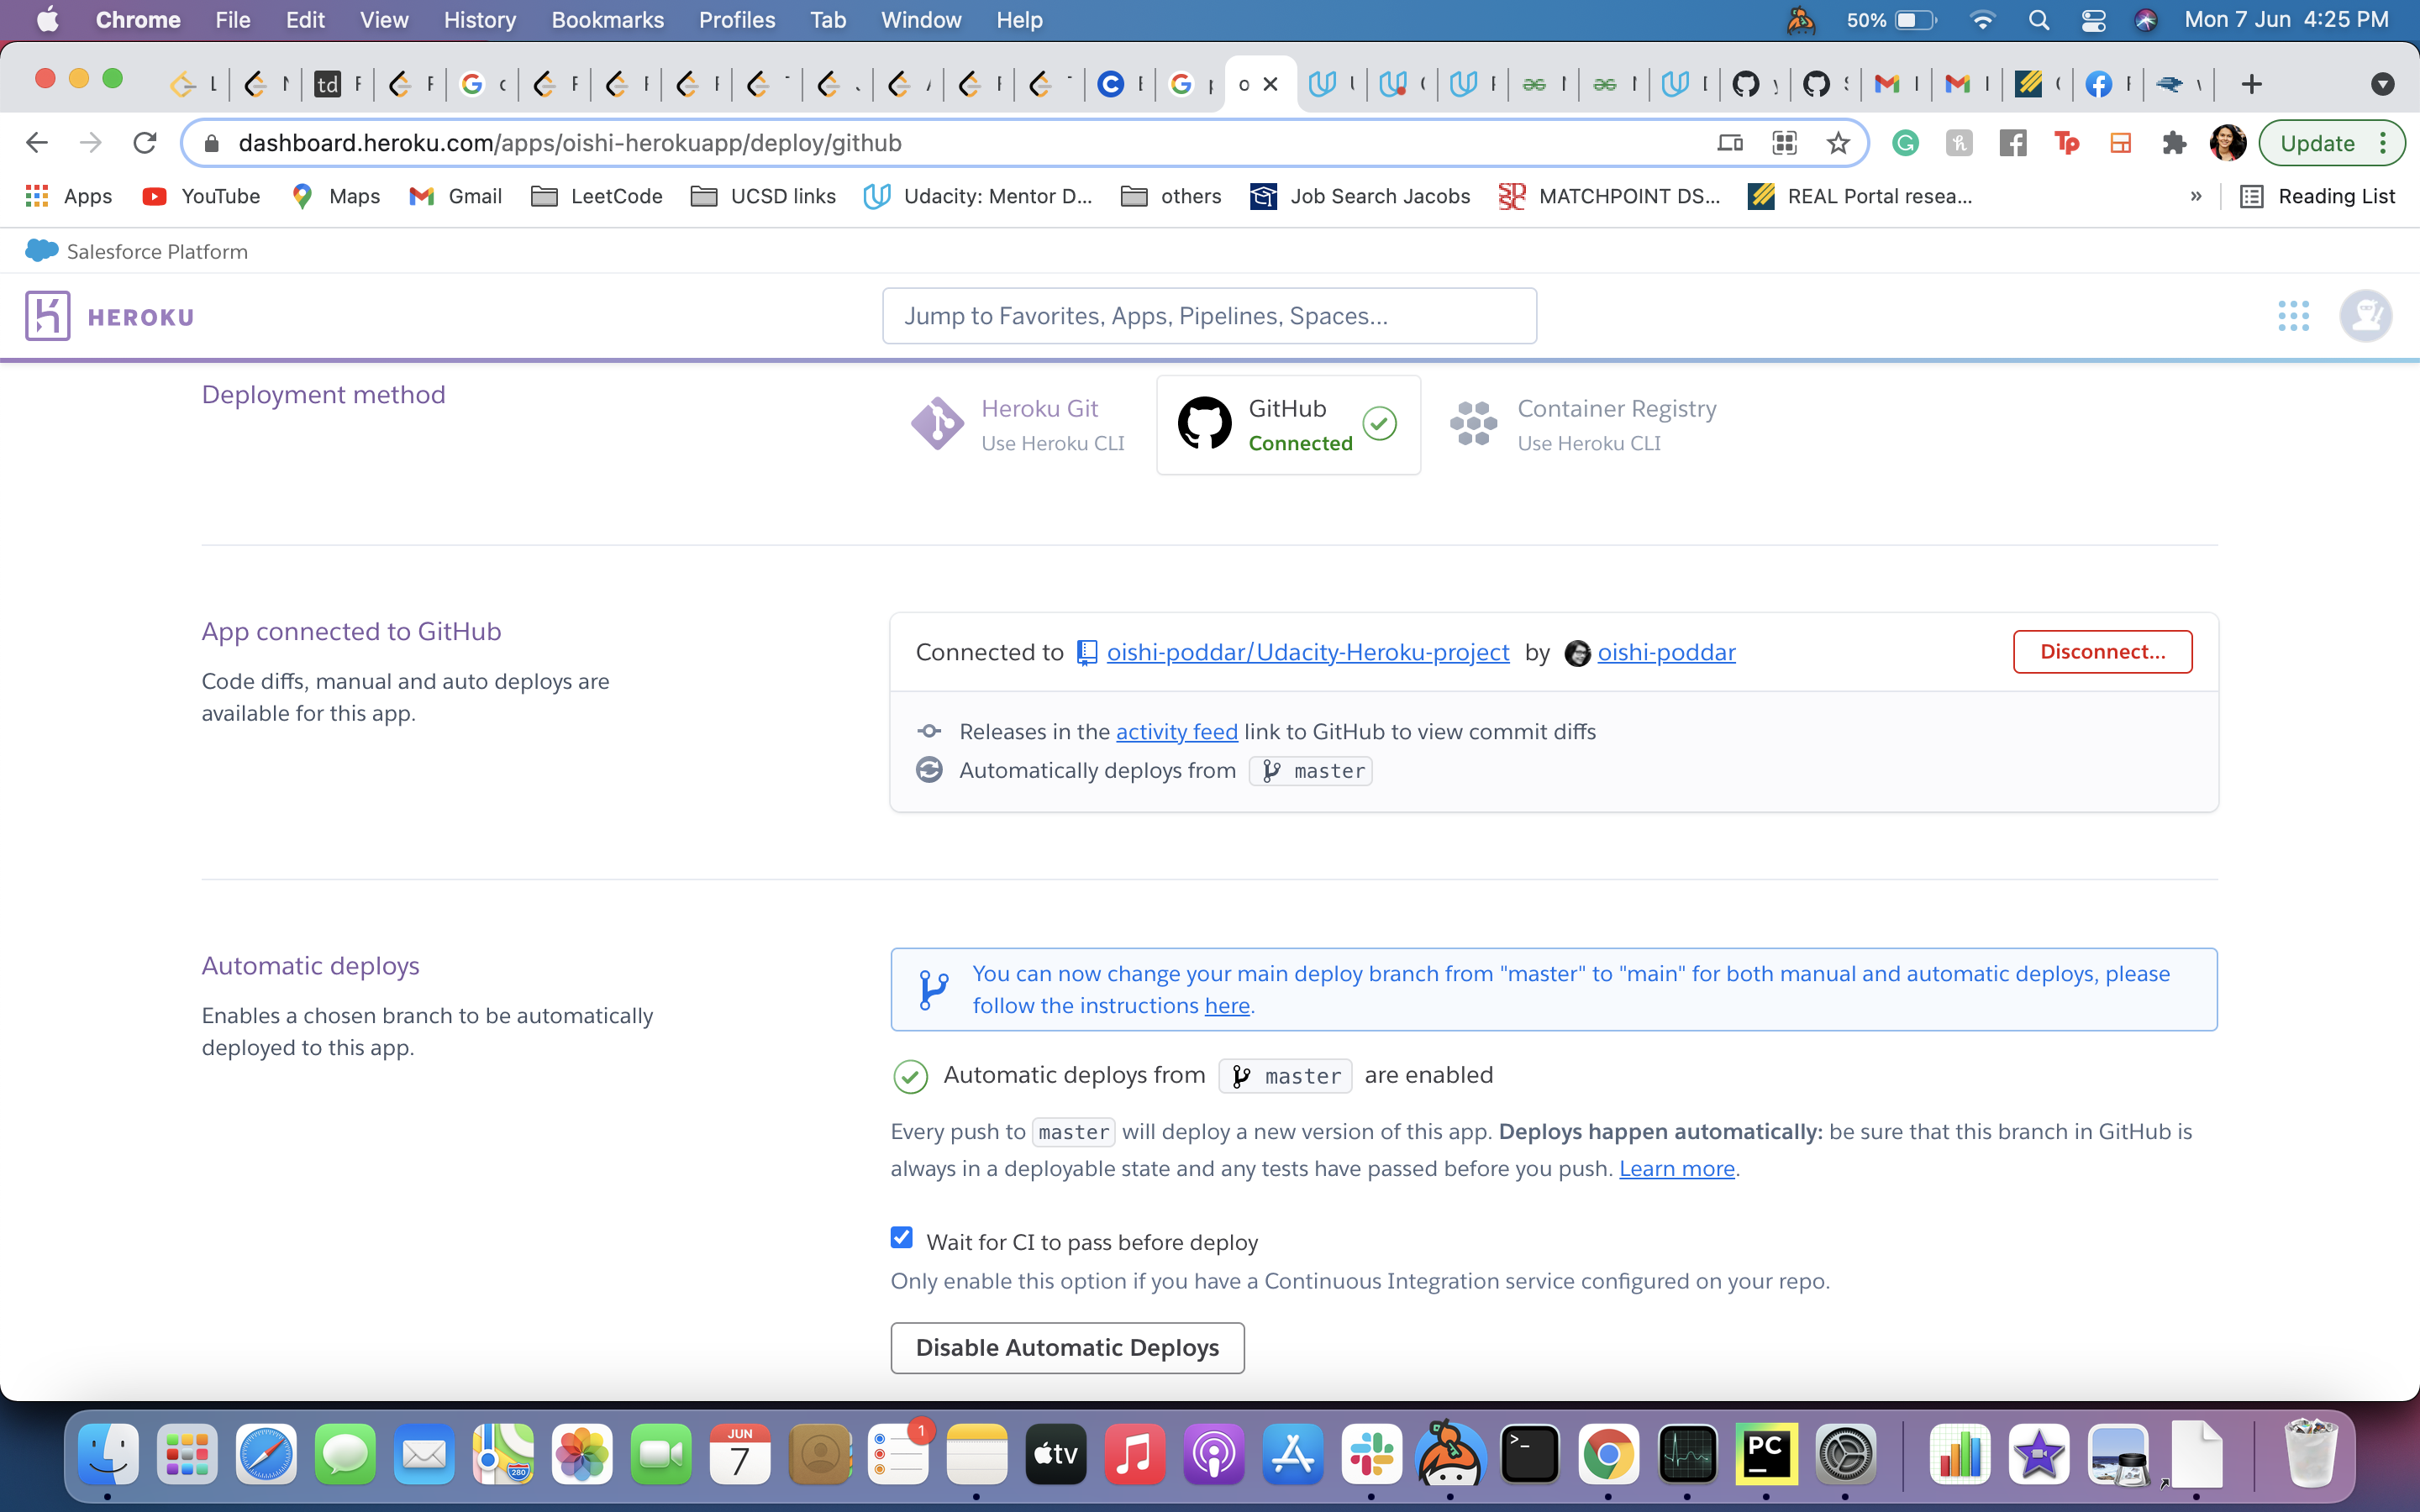 Chrome File Edit View History Bookmarks Profiles Tab Window Help
50% Mon 7 Jun 4:25 PM
dashboard.heroku.com/apps/oishi-herokuapp/deploy/github
Update
Apps YouTube Maps Gmail LeetCode UCSD links Udacity: Mentor D... others Job Search Jacobs MATCHPOINT DS... REAL Portal resea... » Reading List
Salesforce Platform
HEROKU
Jump to Favorites, Apps, Pipelines, Spaces...
Deployment method
Heroku Git
Use Heroku CLI
GitHub
Connected
Container Registry
Use Heroku CLI
App connected to GitHub
Code diffs, manual and auto deploys are
available for this app.
Connected to oishi-poddar/Udacity-Heroku-project by oishi-poddar
Disconnect...
Releases in the activity feed link to GitHub to view commit diffs
Automatically deploys from master
Automatic deploys
Enables a chosen branch to be automatically
deployed to this app.
You can now change your main deploy branch from "master" to "main" for both manual and automatic deploys, please
follow the instructions here.
Automatic deploys from master are enabled
Every push to master will deploy a new version of this app. Deploys happen automatically: be sure that this branch in GitHub is
always in a deployable state and any tests have passed before you push. Learn more.
Wait for CI to pass before deploy
Only enable this option if you have a Continuous Integration service configured on your repo.
Disable Automatic Deploys
JUN
7
1
tv
PC
280